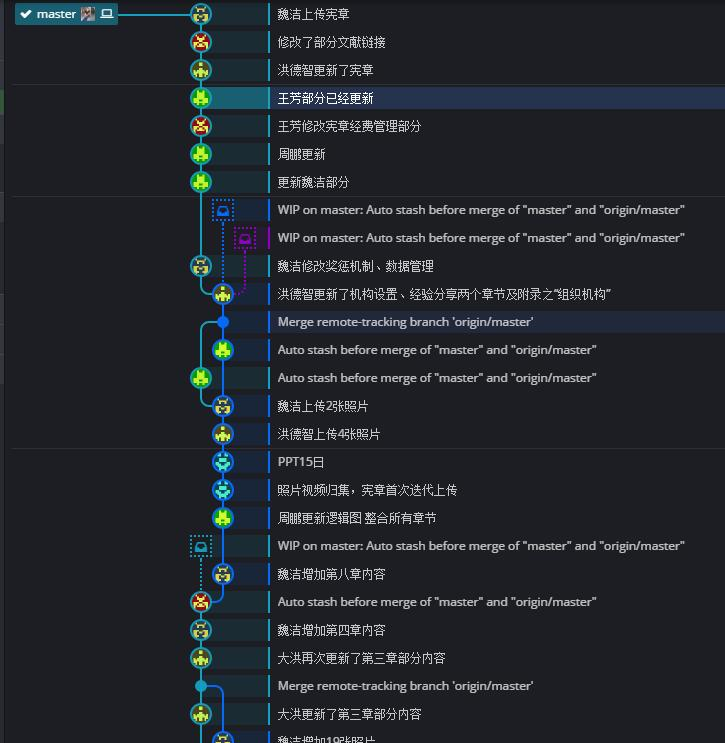 master
魏洁上传宪章
修改了部分文献链接
洪德智更新了宪章
王芳部分已经更新
王芳修改宪章经费管理部分
周鹏更新
更新魏洁部分
WIP on master: Auto stash before merge of "master" and "origin/master"
WIP on master: Auto stash before merge of "master" and "origin/master"
魏洁修改奖惩机制、数据管理
洪德智更新了机构设置、经验分享两个章节及附录之“组织机构”
Merge remote-tracking branch 'origin/master'
Auto stash before merge of "master" and "origin/master"
Auto stash before merge of "master" and "origin/master"
魏洁上传2张照片
洪德智上传4张照片
PPT15日
照片视频归集，宪章首次迭代上传
周鹏更新逻辑图 整合所有章节
WIP on master: Auto stash before merge of "master" and "origin/master"
魏洁增加第八章内容
Auto stash before merge of "master" and "origin/master"
魏洁增加第四章内容
大洪再次更新了第三章部分内容
Merge remote-tracking branch 'origin/master'
大洪更新了第三章部分内容
魏洁增加19张照片